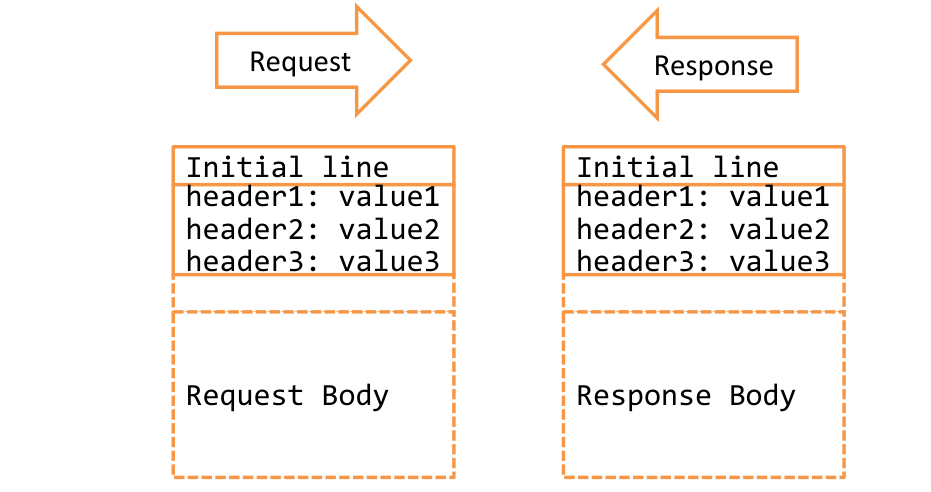 Request
Response
Initial line
header1: value1
header2: value2
header3: value3
Request Body
Initial line
header1: value1
header2: value2
header3: value3
Response Body